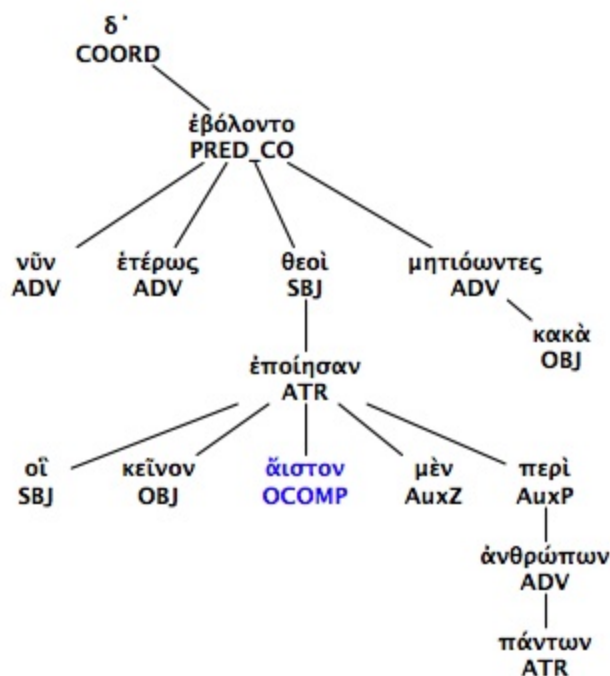 δ᾽
COORD
ἐβόλοντο
PRED_CO
νῦν ἑτέρως θεοὶ μητιόωντες
ADV ADV SBJ ADV
κακὰ
OBJ
ἐποίησαν
ATR
οἳ κεῖνον ἄιστον μὲν περὶ
SBJ OBJ OCOMP AuxZ AuxP
ἀνθρώπων
ADV
πάντων
ATR